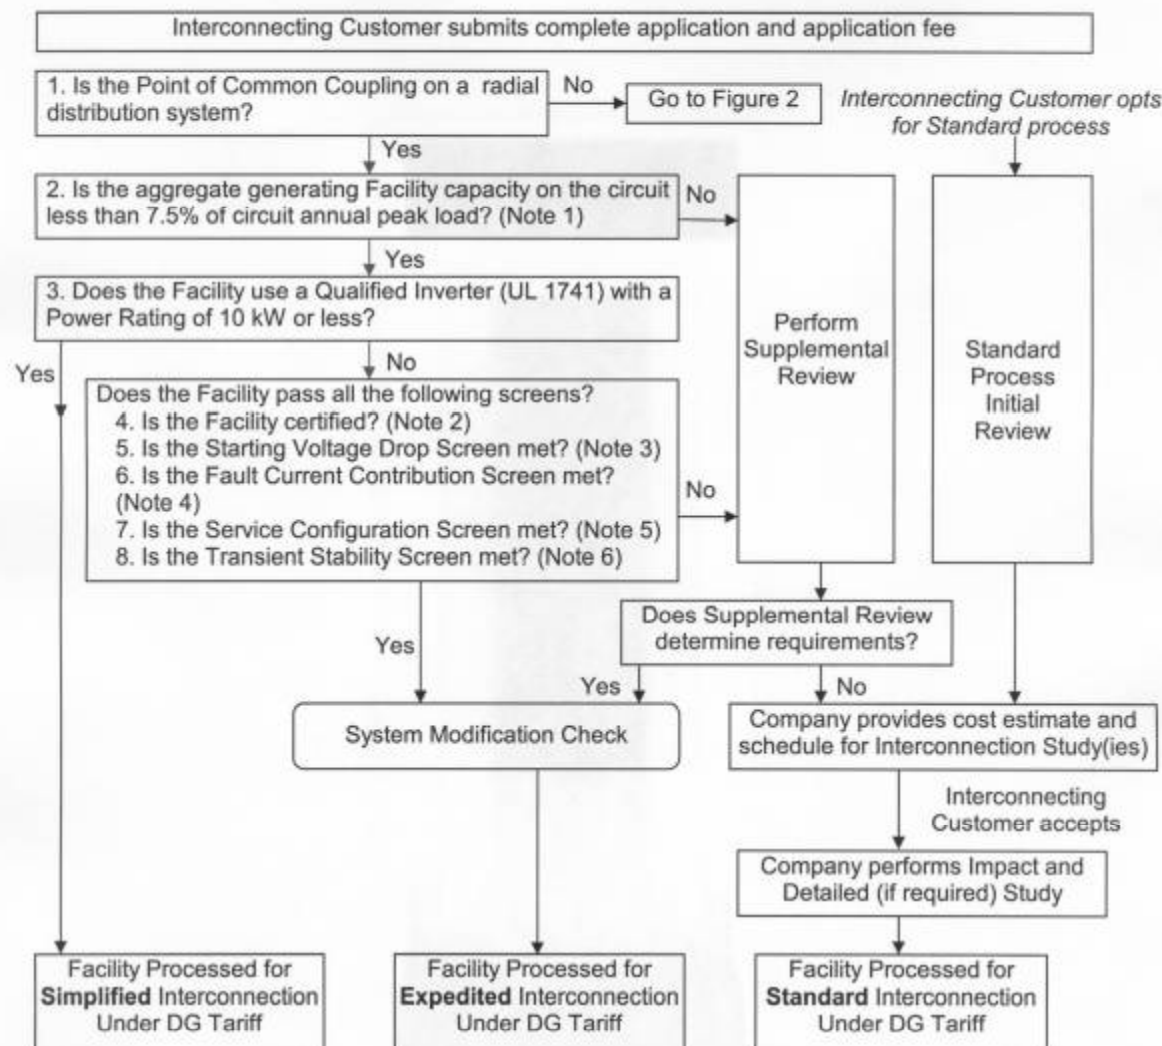 Interconnecting Customer submits complete application and application fee
1. Is the Point of Common Coupling on a radial
distribution system?
No
Go to Figure 2
Interconnecting Customer opts
for Standard process
Yes
2. Is the aggregate generating Facility capacity on the circuit
less than 7.5% of circuit annual peak load? (Note 1)
No
Yes
3. Does the Facility use a Qualified Inverter (UL 1741) with a
Power Rating of 10 kW or less?
Perform
Supplemental
Review
Standard
Process
Initial
Review
Yes
No
Does the Facility pass all the following screens?
4. Is the Facility certified? (Note 2)
5. Is the Starting Voltage Drop Screen met? (Note 3)
6. Is the Fault Current Contribution Screen met?
(Note 4)
7. Is the Service Configuration Screen met? (Note 5)
8. Is the Transient Stability Screen met? (Note 6)
No
Does Supplemental Review
determine requirements?
Yes
Yes
No
System Modification Check
Company provides cost estimate and
schedule for Interconnection Study(ies)
Interconnecting
Customer accepts
Company performs Impact and
Detailed (if required) Study
Facility Processed for
Simplified Interconnection
Under DG Tariff
Facility Processed for
Expedited Interconnection
Under DG Tariff
Facility Processed for
Standard Interconnection
Under DG Tariff